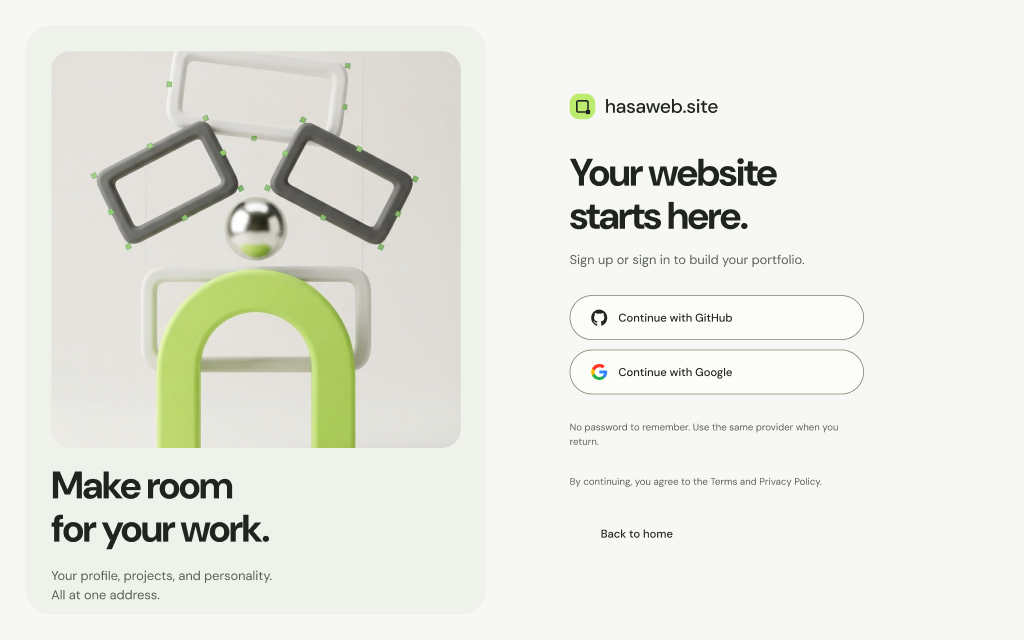 Make room
for your work.
Your profile, projects, and personality.
All at one address.
hasaweb.site
Your website
starts here.
Sign up or sign in to build your portfolio.
Continue with GitHub
Continue with Google
No password to remember. Use the same provider when you
return.
By continuing, you agree to the Terms and Privacy Policy.
Back to home